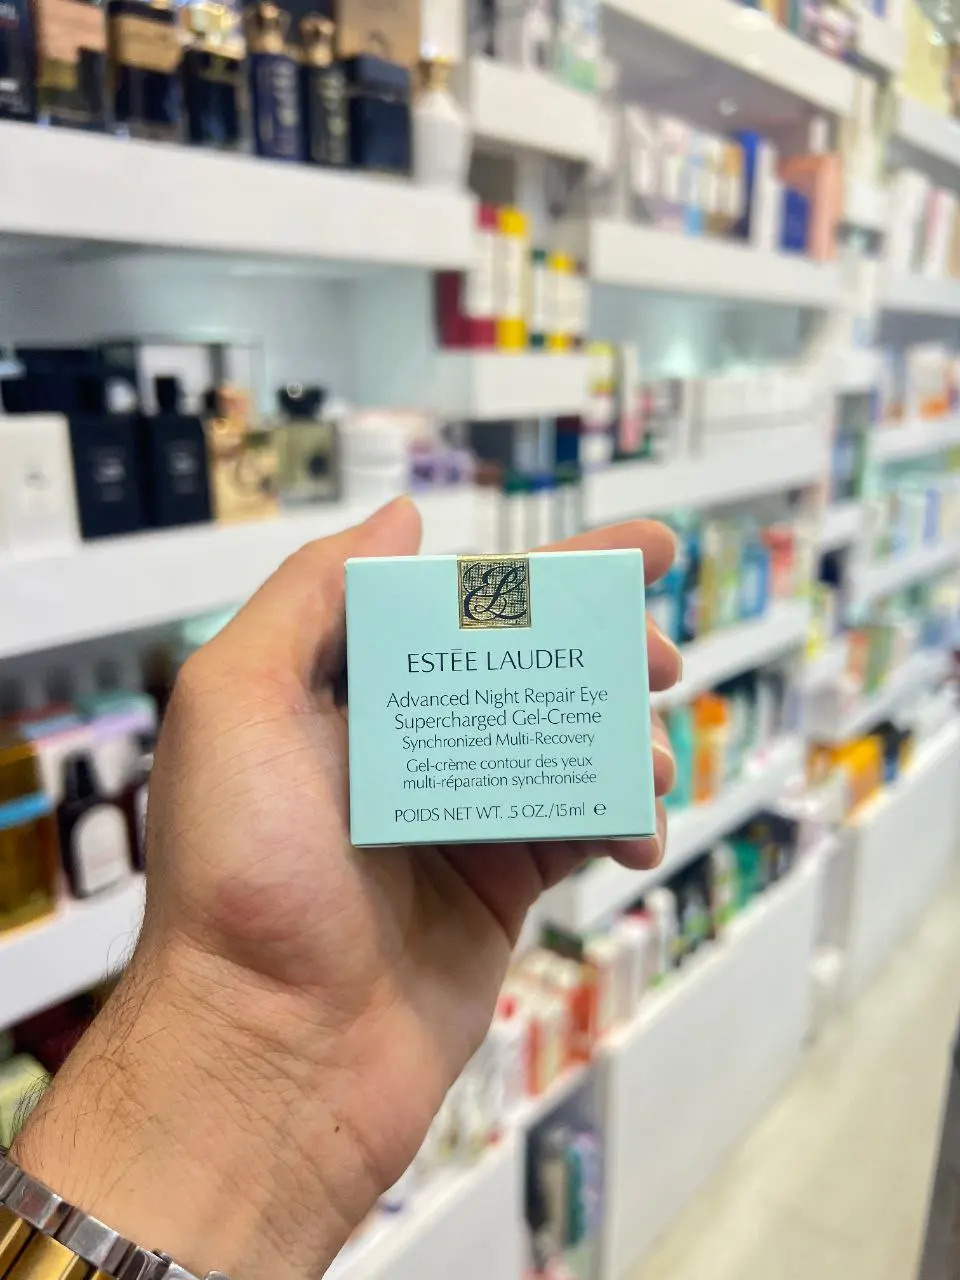 EL
ESTĒE LAUDER
Advanced Night Repair Eye
Supercharged Gel-Creme
Synchronized Multi-Recovery
Gel-crème contour des yeux
multi-réparation synchronisée
POIDS NET WT. .5 OZ./15ml ℮